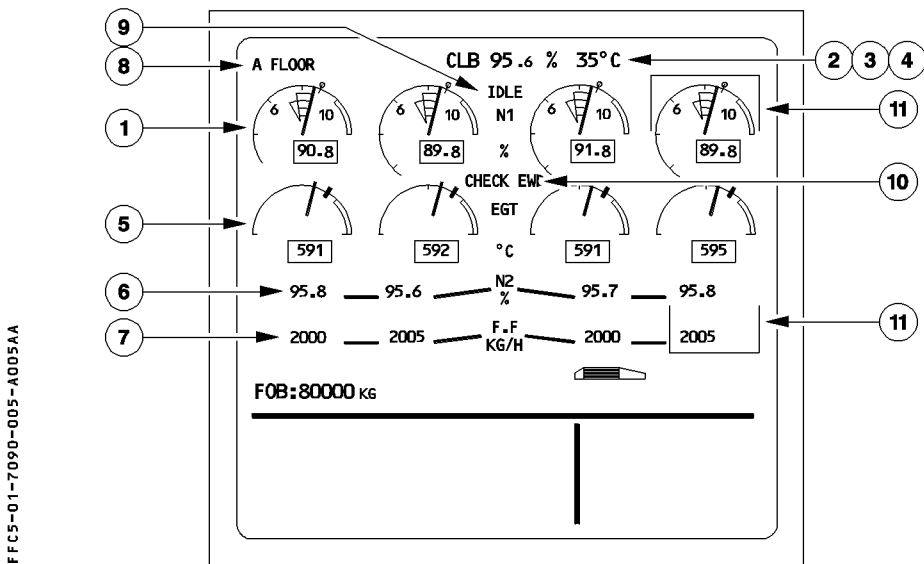 9
8
A FLOOR
CLB 95.6 % 35°C
2 3 4
IDLE
N1
6 10
6 10
6 10
6 10
11
1
90.8 89.8 % 91.8 89.8
CHECK EWD
10
5
EGT
591 592 °C 591 595
6
95.8 95.6 N2 95.7 95.8
%
7
2000 2005 F.F 2000 2005
KG/H
11
FOB:80000 KG
FFC5-01-7090-005-A005AA